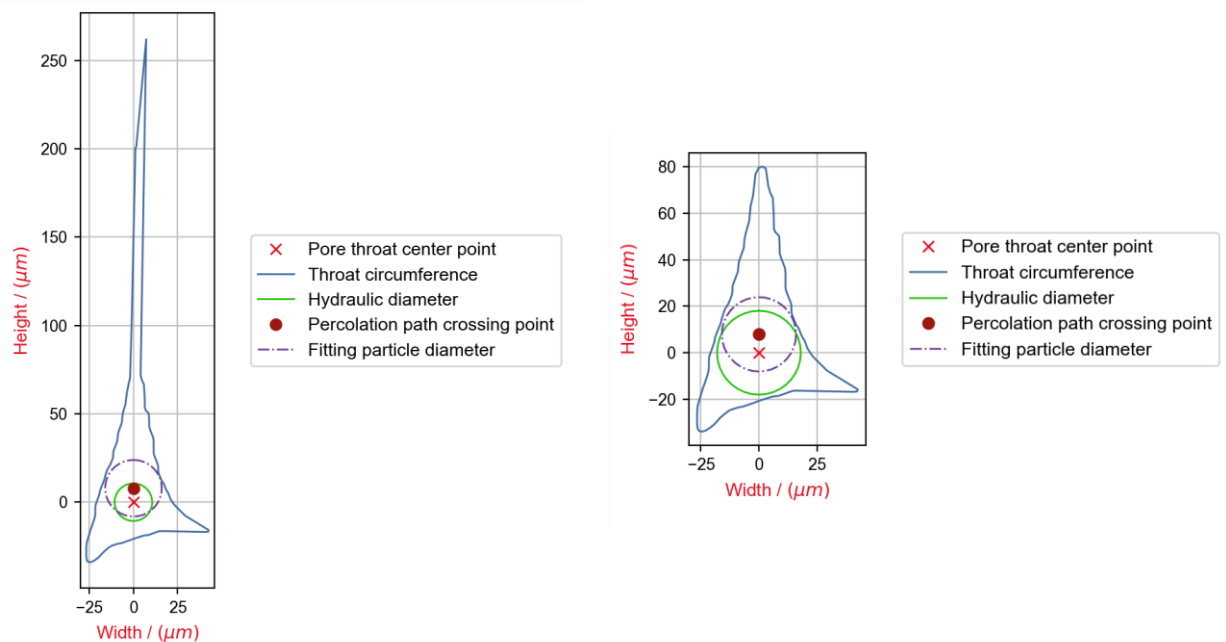 250
200
150
100
50
0
−25
0
25
Height / (μm)
Width / (μm)
Pore throat center point
Throat circumference
Hydraulic diameter
Percolation path crossing point
Fitting particle diameter
80
60
40
20
0
−20
−25
0
25
Height / (μm)
Width / (μm)
Pore throat center point
Throat circumference
Hydraulic diameter
Percolation path crossing point
Fitting particle diameter